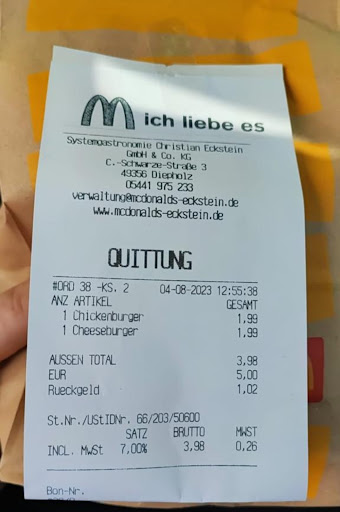 ich liebe es
Systemgastronomie Christian Eckstein
GmbH & Co. KG
C.-Schwarze-Straße 3
49356 Diepholz
05441 975 233
verwaltung@mcdonalds-eckstein.de
www.mcdonalds-eckstein.de
QUITTUNG
#ORD 38 -KS. 2 04-08-2023 12:55:38
ANZ ARTIKEL GESAMT
1 Chickenburger 1,99
1 Cheeseburger 1,99
AUSSEN TOTAL 3,98
EUR 5,00
Rueckgeld 1,02
St.Nr./UStIDNr. 66/203/50600
SATZ BRUTTO MWST
INCL. MwSt 7,00% 3,98 0,26
Bon-Nr.